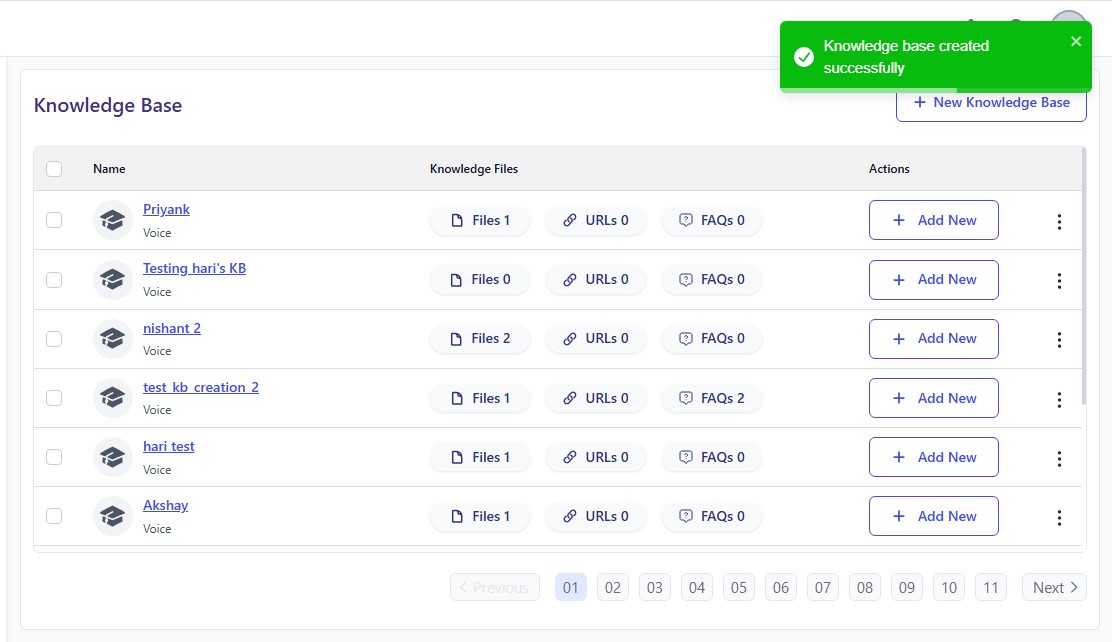 Knowledge base created
successfully
Knowledge Base
+ New Knowledge Base
Name Knowledge Files Actions
Priyank
Voice
Files 1 URLs 0 FAQs 0 + Add New
Testing hari's KB
Voice
Files 0 URLs 0 FAQs 0 + Add New
nishant 2
Voice
Files 2 URLs 0 FAQs 0 + Add New
test_kb_creation_2
Voice
Files 1 URLs 0 FAQs 2 + Add New
hari test
Voice
Files 1 URLs 0 FAQs 0 + Add New
Akshay
Voice
Files 1 URLs 0 FAQs 0 + Add New
Previous 01 02 03 04 05 06 07 08 09 10 11 Next